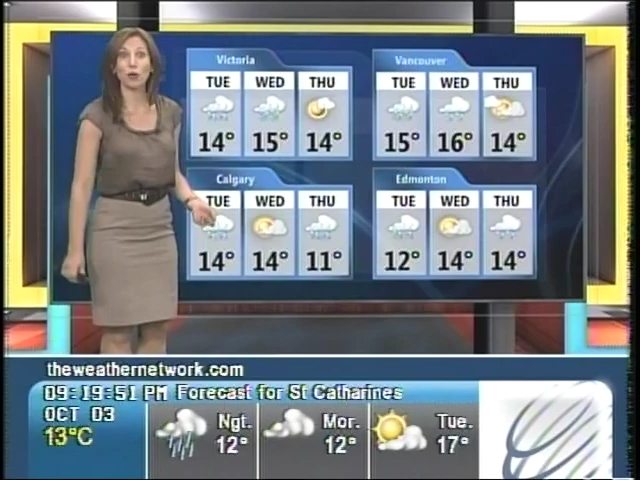 Victoria
TUE WED THU
14° 15° 14°
Vancouver
TUE WED THU
15° 16° 14°
Calgary
TUE WED THU
14° 14° 11°
Edmonton
TUE WED THU
12° 14° 14°
theweathernetwork.com
09:19:51 PM Forecast for St Catharines
OCT 03
13°C
Ngt.
12°
Mor.
12°
Tue.
17°